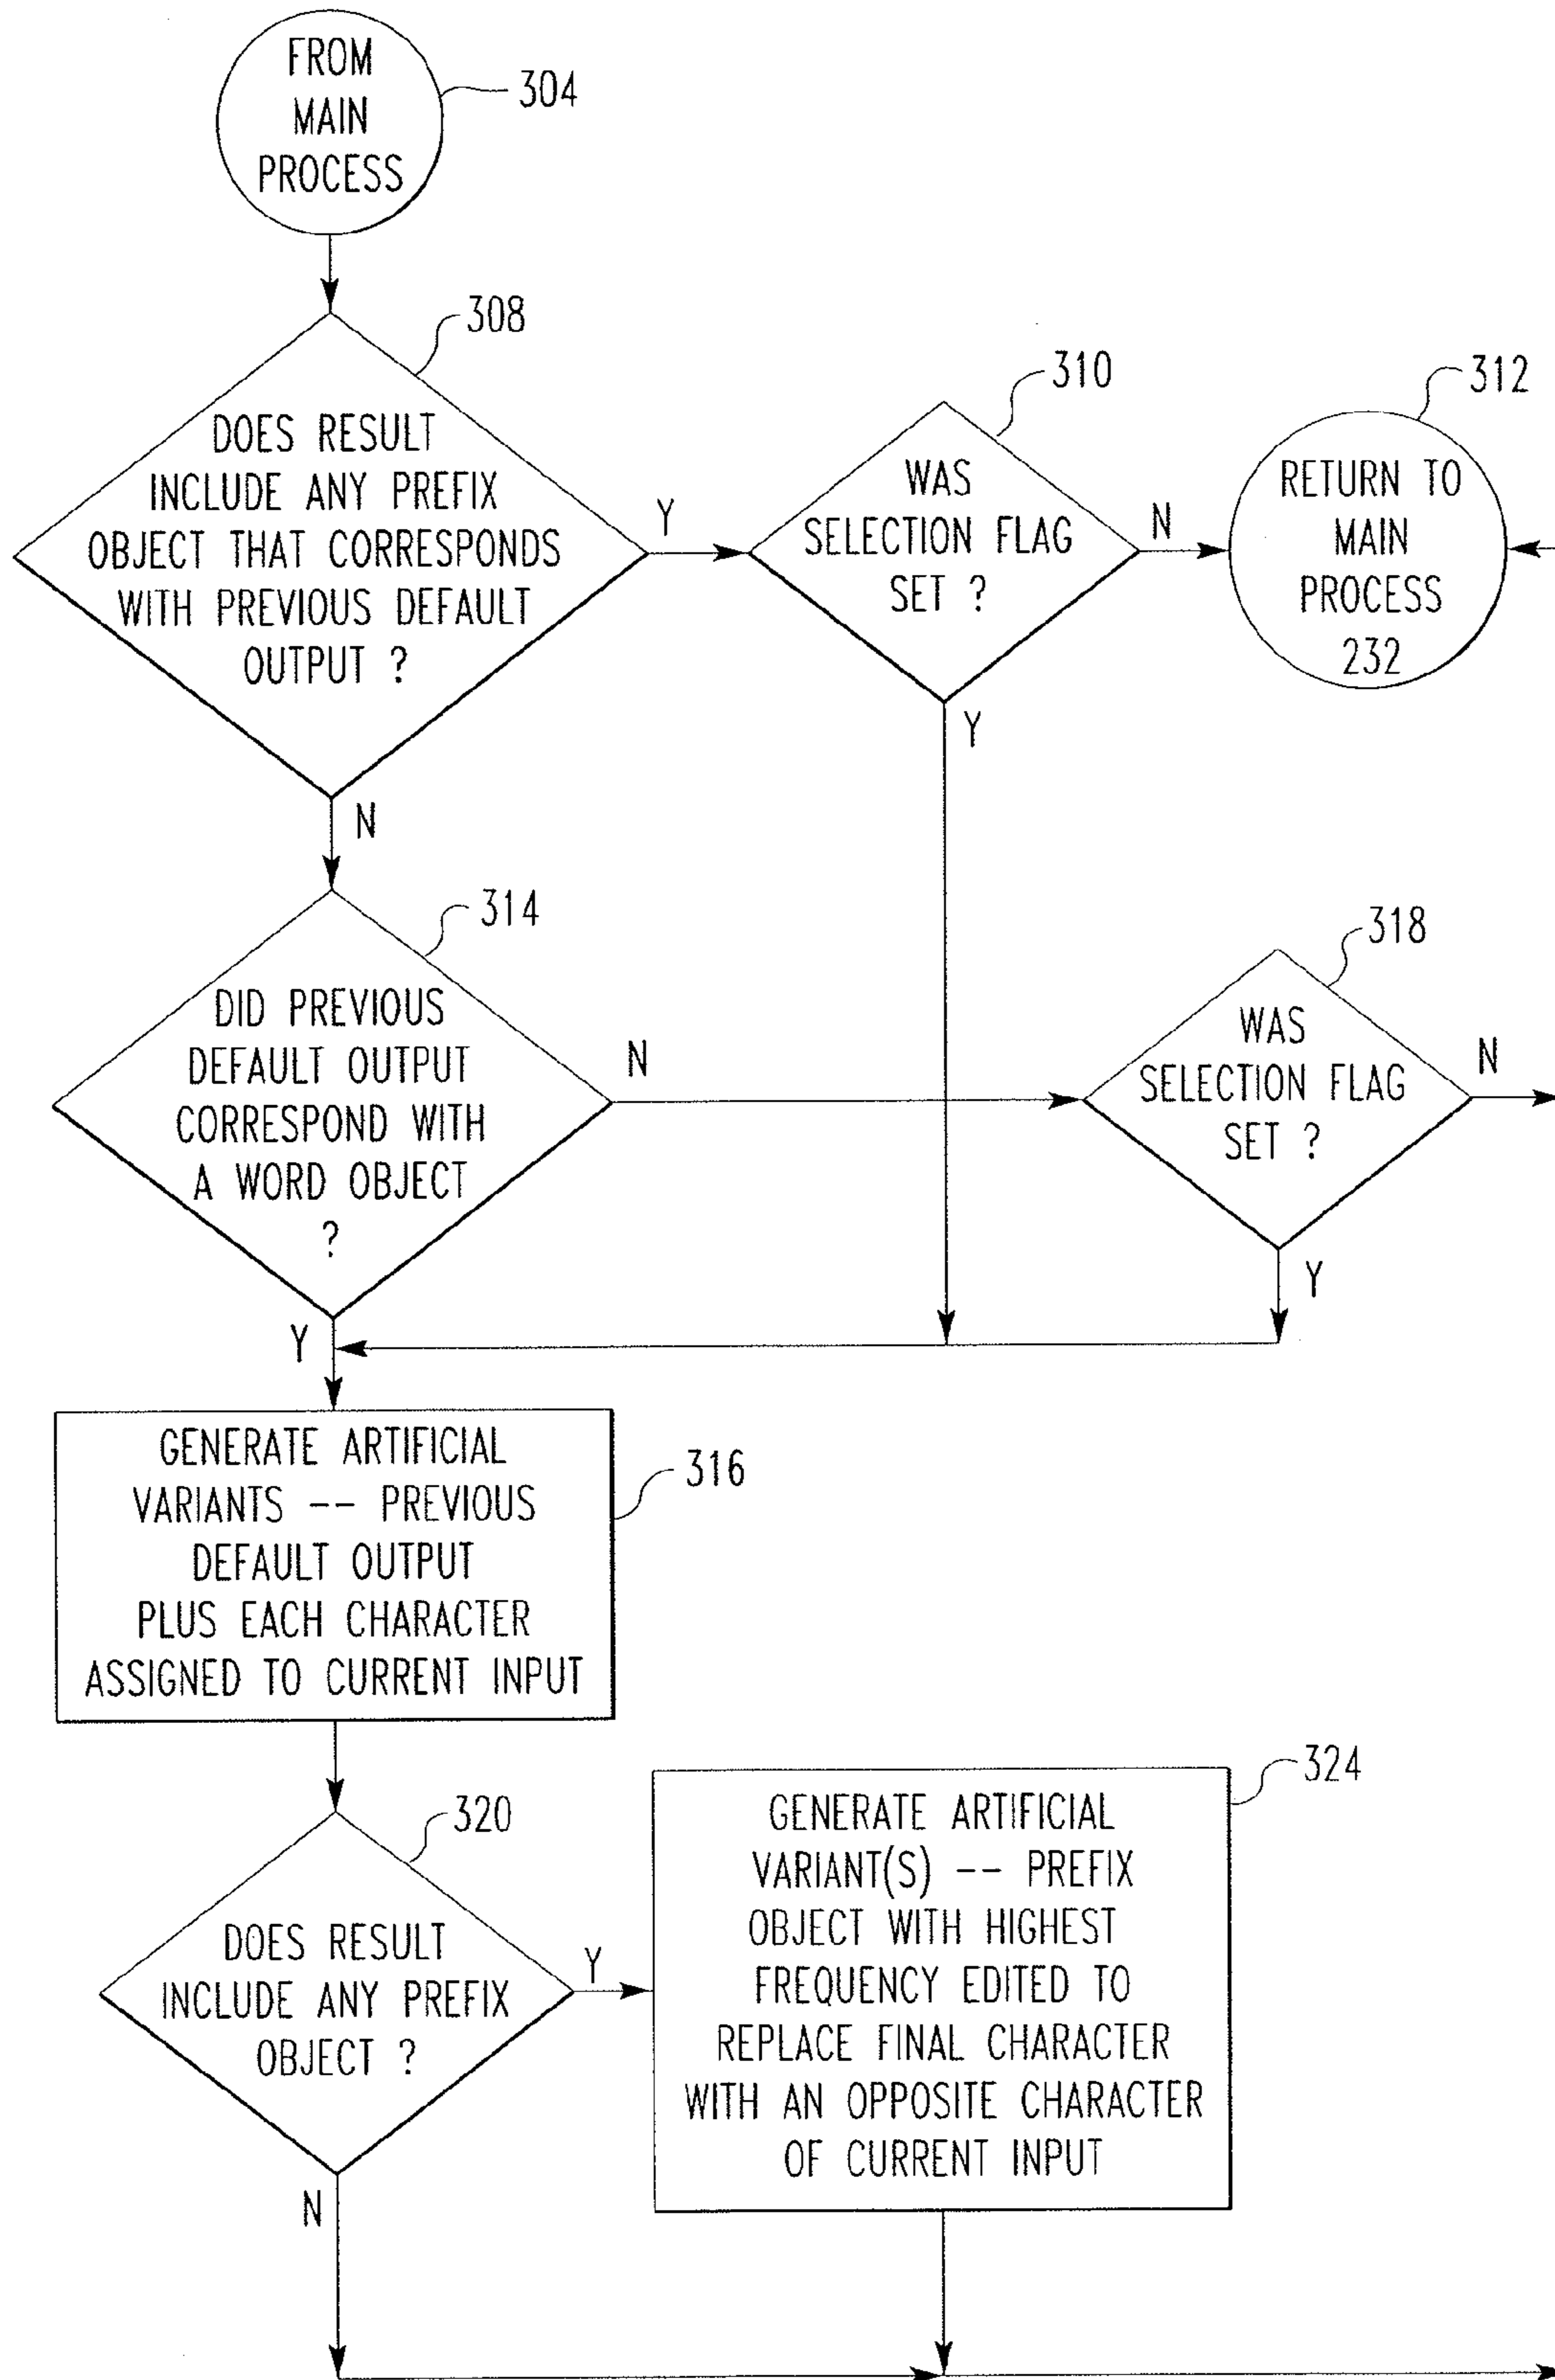 FROM
MAIN
PROCESS
304
308
DOES RESULT
INCLUDE ANY PREFIX
OBJECT THAT CORRESPONDS
WITH PREVIOUS DEFAULT
OUTPUT ?
Y
N
310
WAS
SELECTION FLAG
SET ?
N
Y
312
RETURN TO
MAIN
PROCESS
232
314
DID PREVIOUS
DEFAULT OUTPUT
CORRESPOND WITH
A WORD OBJECT
?
N
Y
318
WAS
SELECTION FLAG
SET ?
N
Y
GENERATE ARTIFICIAL
VARIANTS -- PREVIOUS
DEFAULT OUTPUT
PLUS EACH CHARACTER
ASSIGNED TO CURRENT INPUT
316
320
DOES RESULT
INCLUDE ANY PREFIX
OBJECT ?
Y
N
324
GENERATE ARTIFICIAL
VARIANT(S) -- PREFIX
OBJECT WITH HIGHEST
FREQUENCY EDITED TO
REPLACE FINAL CHARACTER
WITH AN OPPOSITE CHARACTER
OF CURRENT INPUT